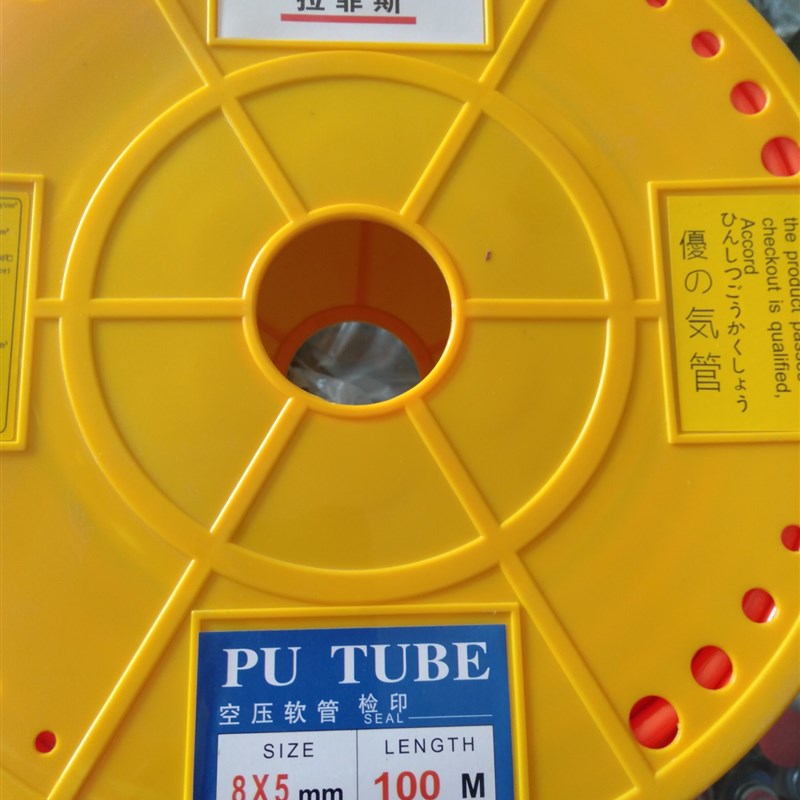 拉菲斯
the product passes
checkout is qualified,
Accord
ひんしつごうかくしょう
優の気管
PU TUBE
空压软管 检印
SEAL
SIZE LENGTH
8X5 mm 100 M